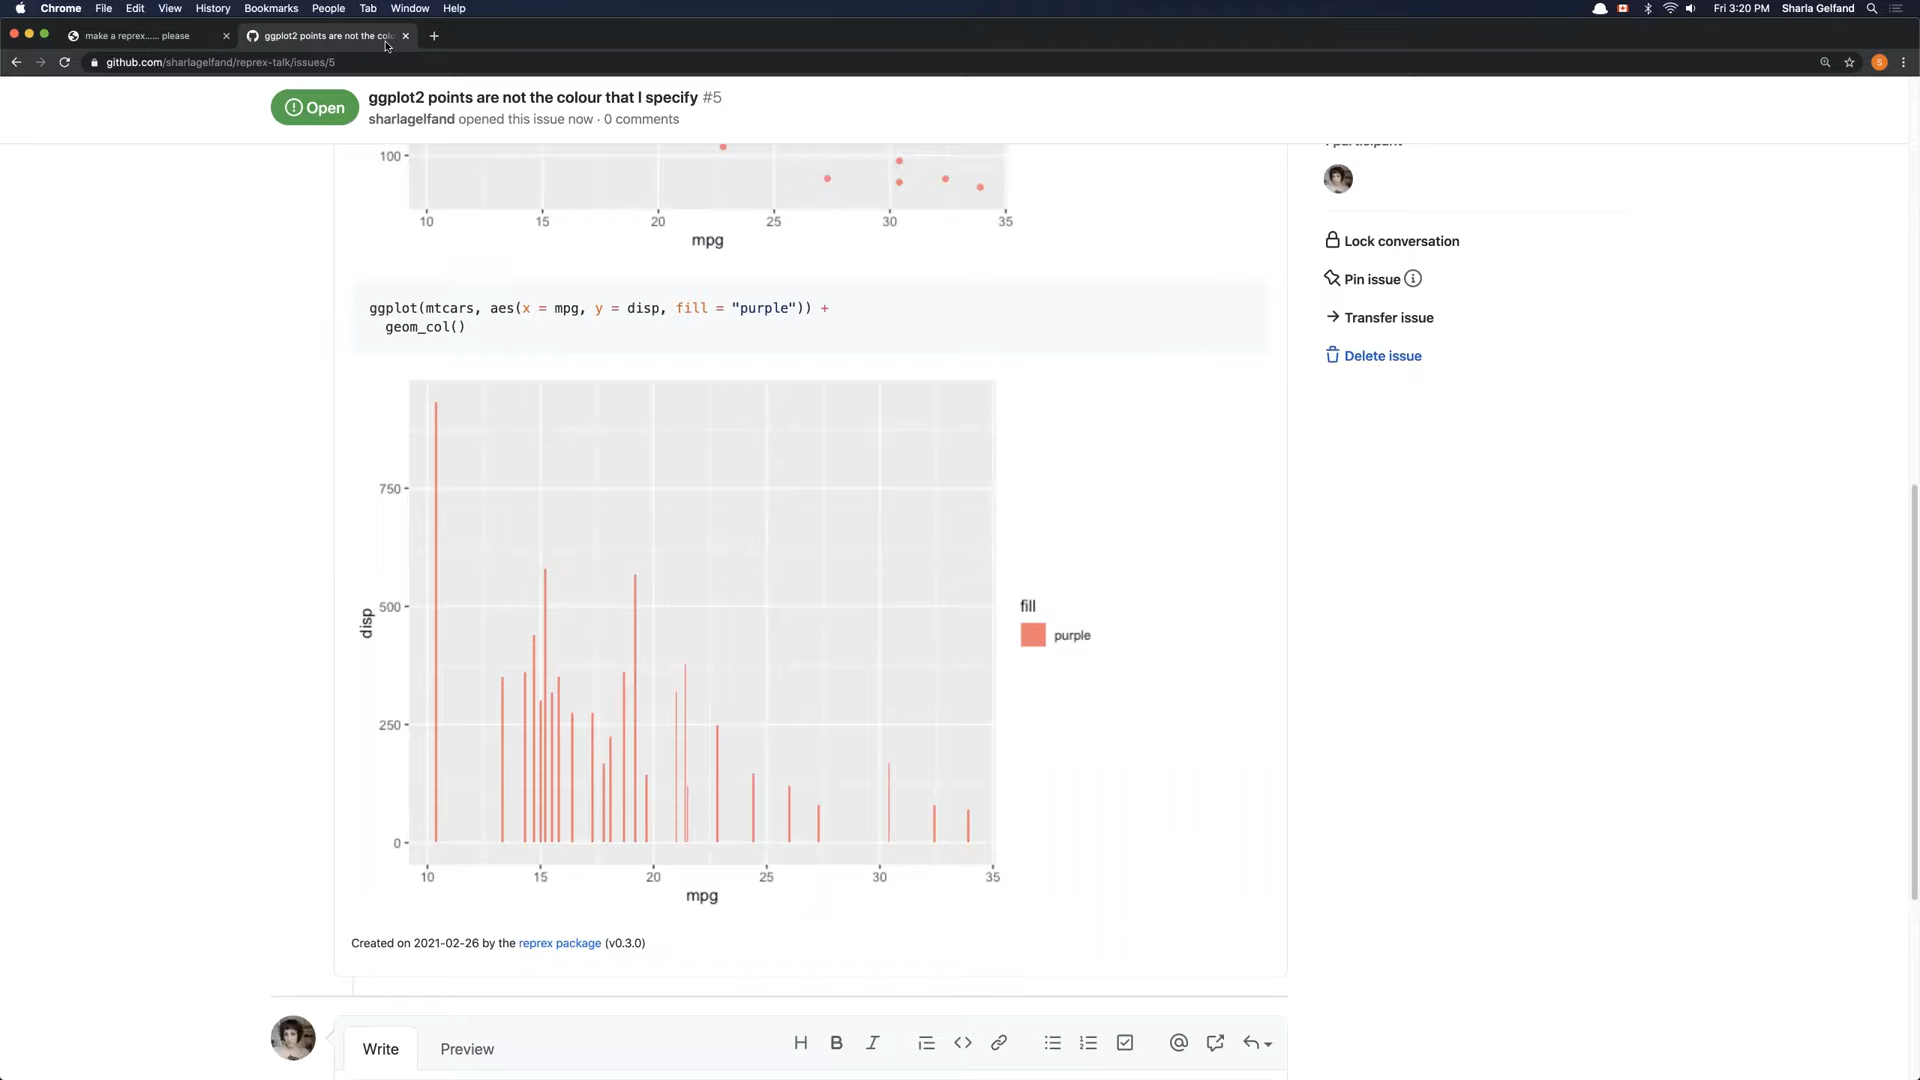 Chrome File Edit View History Bookmarks People Tab Window Help Fri 3:20 PM Sharla Gelfand
make a reprex...... please
ggplot2 points are not the colo
github.com/sharlagelfand/reprex-talk/issues/5
S
Open
ggplot2 points are not the colour that I specify #5
sharlagelfand opened this issue now · 0 comments
1 participant
100
10 15 20 25 30 35
mpg
Lock conversation
Pin issue
Transfer issue
Delete issue
ggplot(mtcars, aes(x = mpg, y = disp, fill = "purple")) +
geom_col()
750
500
250
0
disp
10 15 20 25 30 35
mpg
fill
purple
Created on 2021-02-26 by the reprex package (v0.3.0)
Write Preview